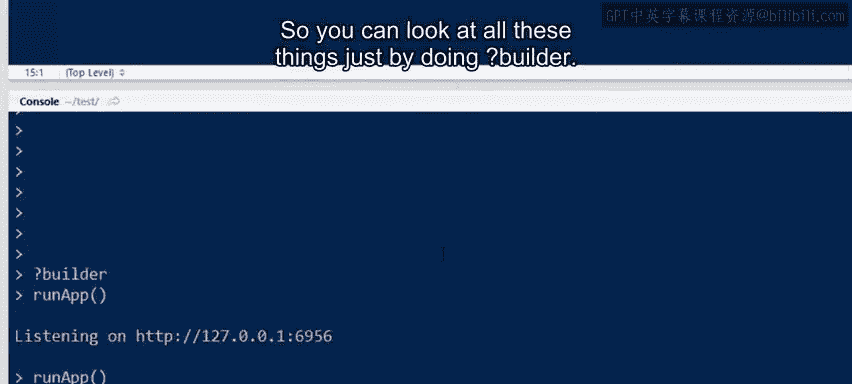 GPT中英字幕课程资源@bilibili.com
So you can look at all these
things just by doing ?builder.
15:1 (Top Level)
Console ~/test/
>
>
>
>
>
>
>
> ?builder
> runApp()
Listening on http://127.0.0.1:6956
> runApp()